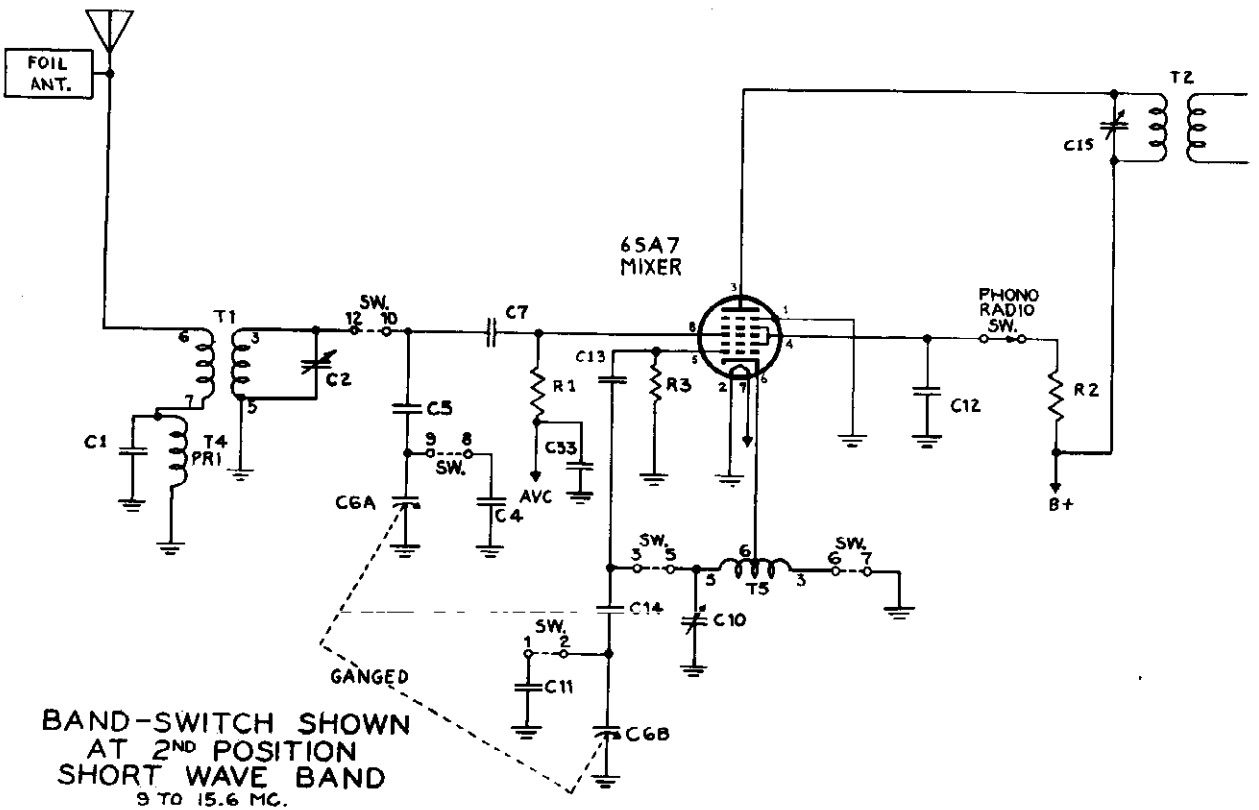 FOIL
ANT.
T2
C15
6SA7
MIXER
3
1
8
4
5
2
7
6
PHONO
RADIO
SW.
T1
6
3
7
5
SW.
12 10
C2
C7
C13
R1
R3
C12
R2
C5
C1
T4
PRI
9 8
SW.
C33
C6A
C4
AVC
B+
SW.
3 5
6
5
3
T5
SW.
6 7
C14
C10
SW.
1 2
C11
GANGED
C6B
BAND-SWITCH SHOWN
AT 2ND POSITION
SHORT WAVE BAND
9 TO 15.6 MC.